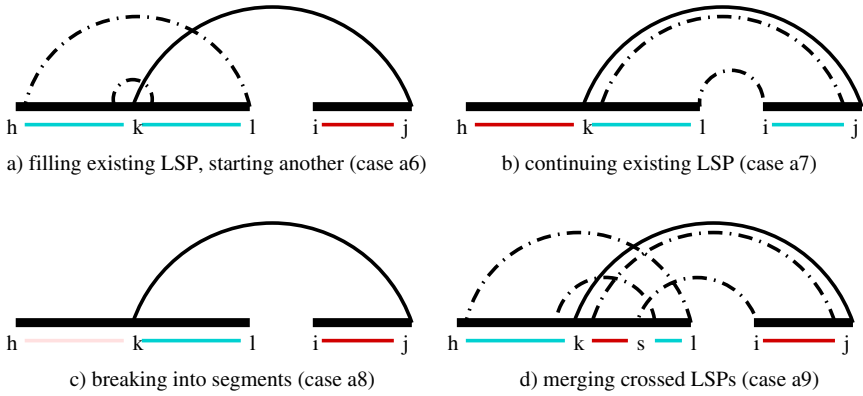 h k l i j h k l i j
a) filling existing LSP, starting another (case a6) b) continuing existing LSP (case a7)
h k l i j h k s l i j
c) breaking into segments (case a8) d) merging crossed LSPs (case a9)